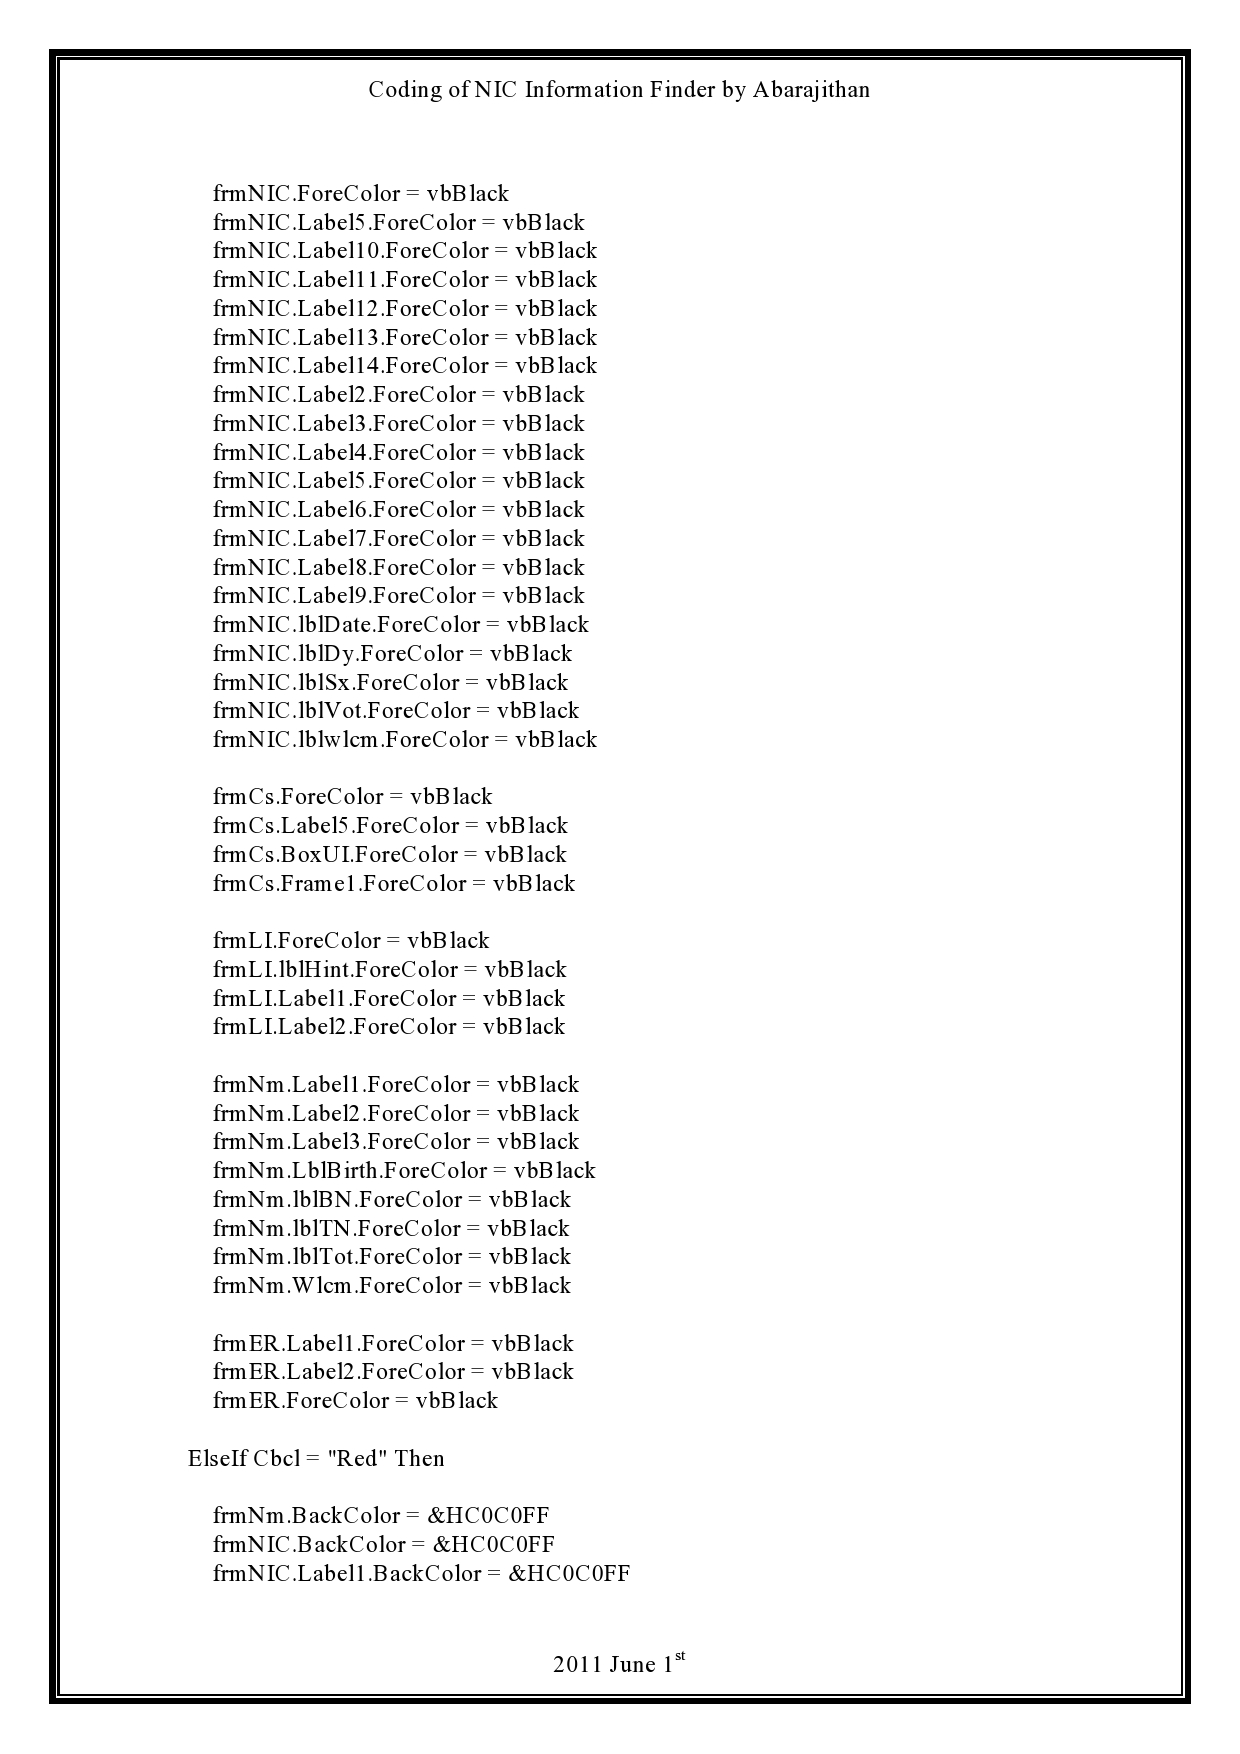 Coding of NIC Information Finder by Abarajithan
frmNIC.ForeColor = vbBlack
frmNIC.Label5.ForeColor = vbBlack
frmNIC.Label10.ForeColor = vbBlack
frmNIC.Label11.ForeColor = vbBlack
frmNIC.Label12.ForeColor = vbBlack
frmNIC.Label13.ForeColor = vbBlack
frmNIC.Label14.ForeColor = vbBlack
frmNIC.Label2.ForeColor = vbBlack
frmNIC.Label3.ForeColor = vbBlack
frmNIC.Label4.ForeColor = vbBlack
frmNIC.Label5.ForeColor = vbBlack
frmNIC.Label6.ForeColor = vbBlack
frmNIC.Label7.ForeColor = vbBlack
frmNIC.Label8.ForeColor = vbBlack
frmNIC.Label9.ForeColor = vbBlack
frmNIC.lblDate.ForeColor = vbBlack
frmNIC.lblDy.ForeColor = vbBlack
frmNIC.lblSx.ForeColor = vbBlack
frmNIC.lblVot.ForeColor = vbBlack
frmNIC.lblwlcm.ForeColor = vbBlack
frmCs.ForeColor = vbBlack
frmCs.Label5.ForeColor = vbBlack
frmCs.BoxUI.ForeColor = vbBlack
frmCs.Frame1.ForeColor = vbBlack
frmLI.ForeColor = vbBlack
frmLI.lblHint.ForeColor = vbBlack
frmLI.Label1.ForeColor = vbBlack
frmLI.Label2.ForeColor = vbBlack
frmNm.Label1.ForeColor = vbBlack
frmNm.Label2.ForeColor = vbBlack
frmNm.Label3.ForeColor = vbBlack
frmNm.LblBirth.ForeColor = vbBlack
frmNm.lblBN.ForeColor = vbBlack
frmNm.lblTN.ForeColor = vbBlack
frmNm.lblTot.ForeColor = vbBlack
frmNm.Wlcm.ForeColor = vbBlack
frmER.Label1.ForeColor = vbBlack
frmER.Label2.ForeColor = vbBlack
frmER.ForeColor = vbBlack
ElseIf Cbcl = "Red" Then
frmNm.BackColor = &HC0C0FF
frmNIC.BackColor = &HC0C0FF
frmNIC.Label1.BackColor = &HC0C0FF
2011 June 1st